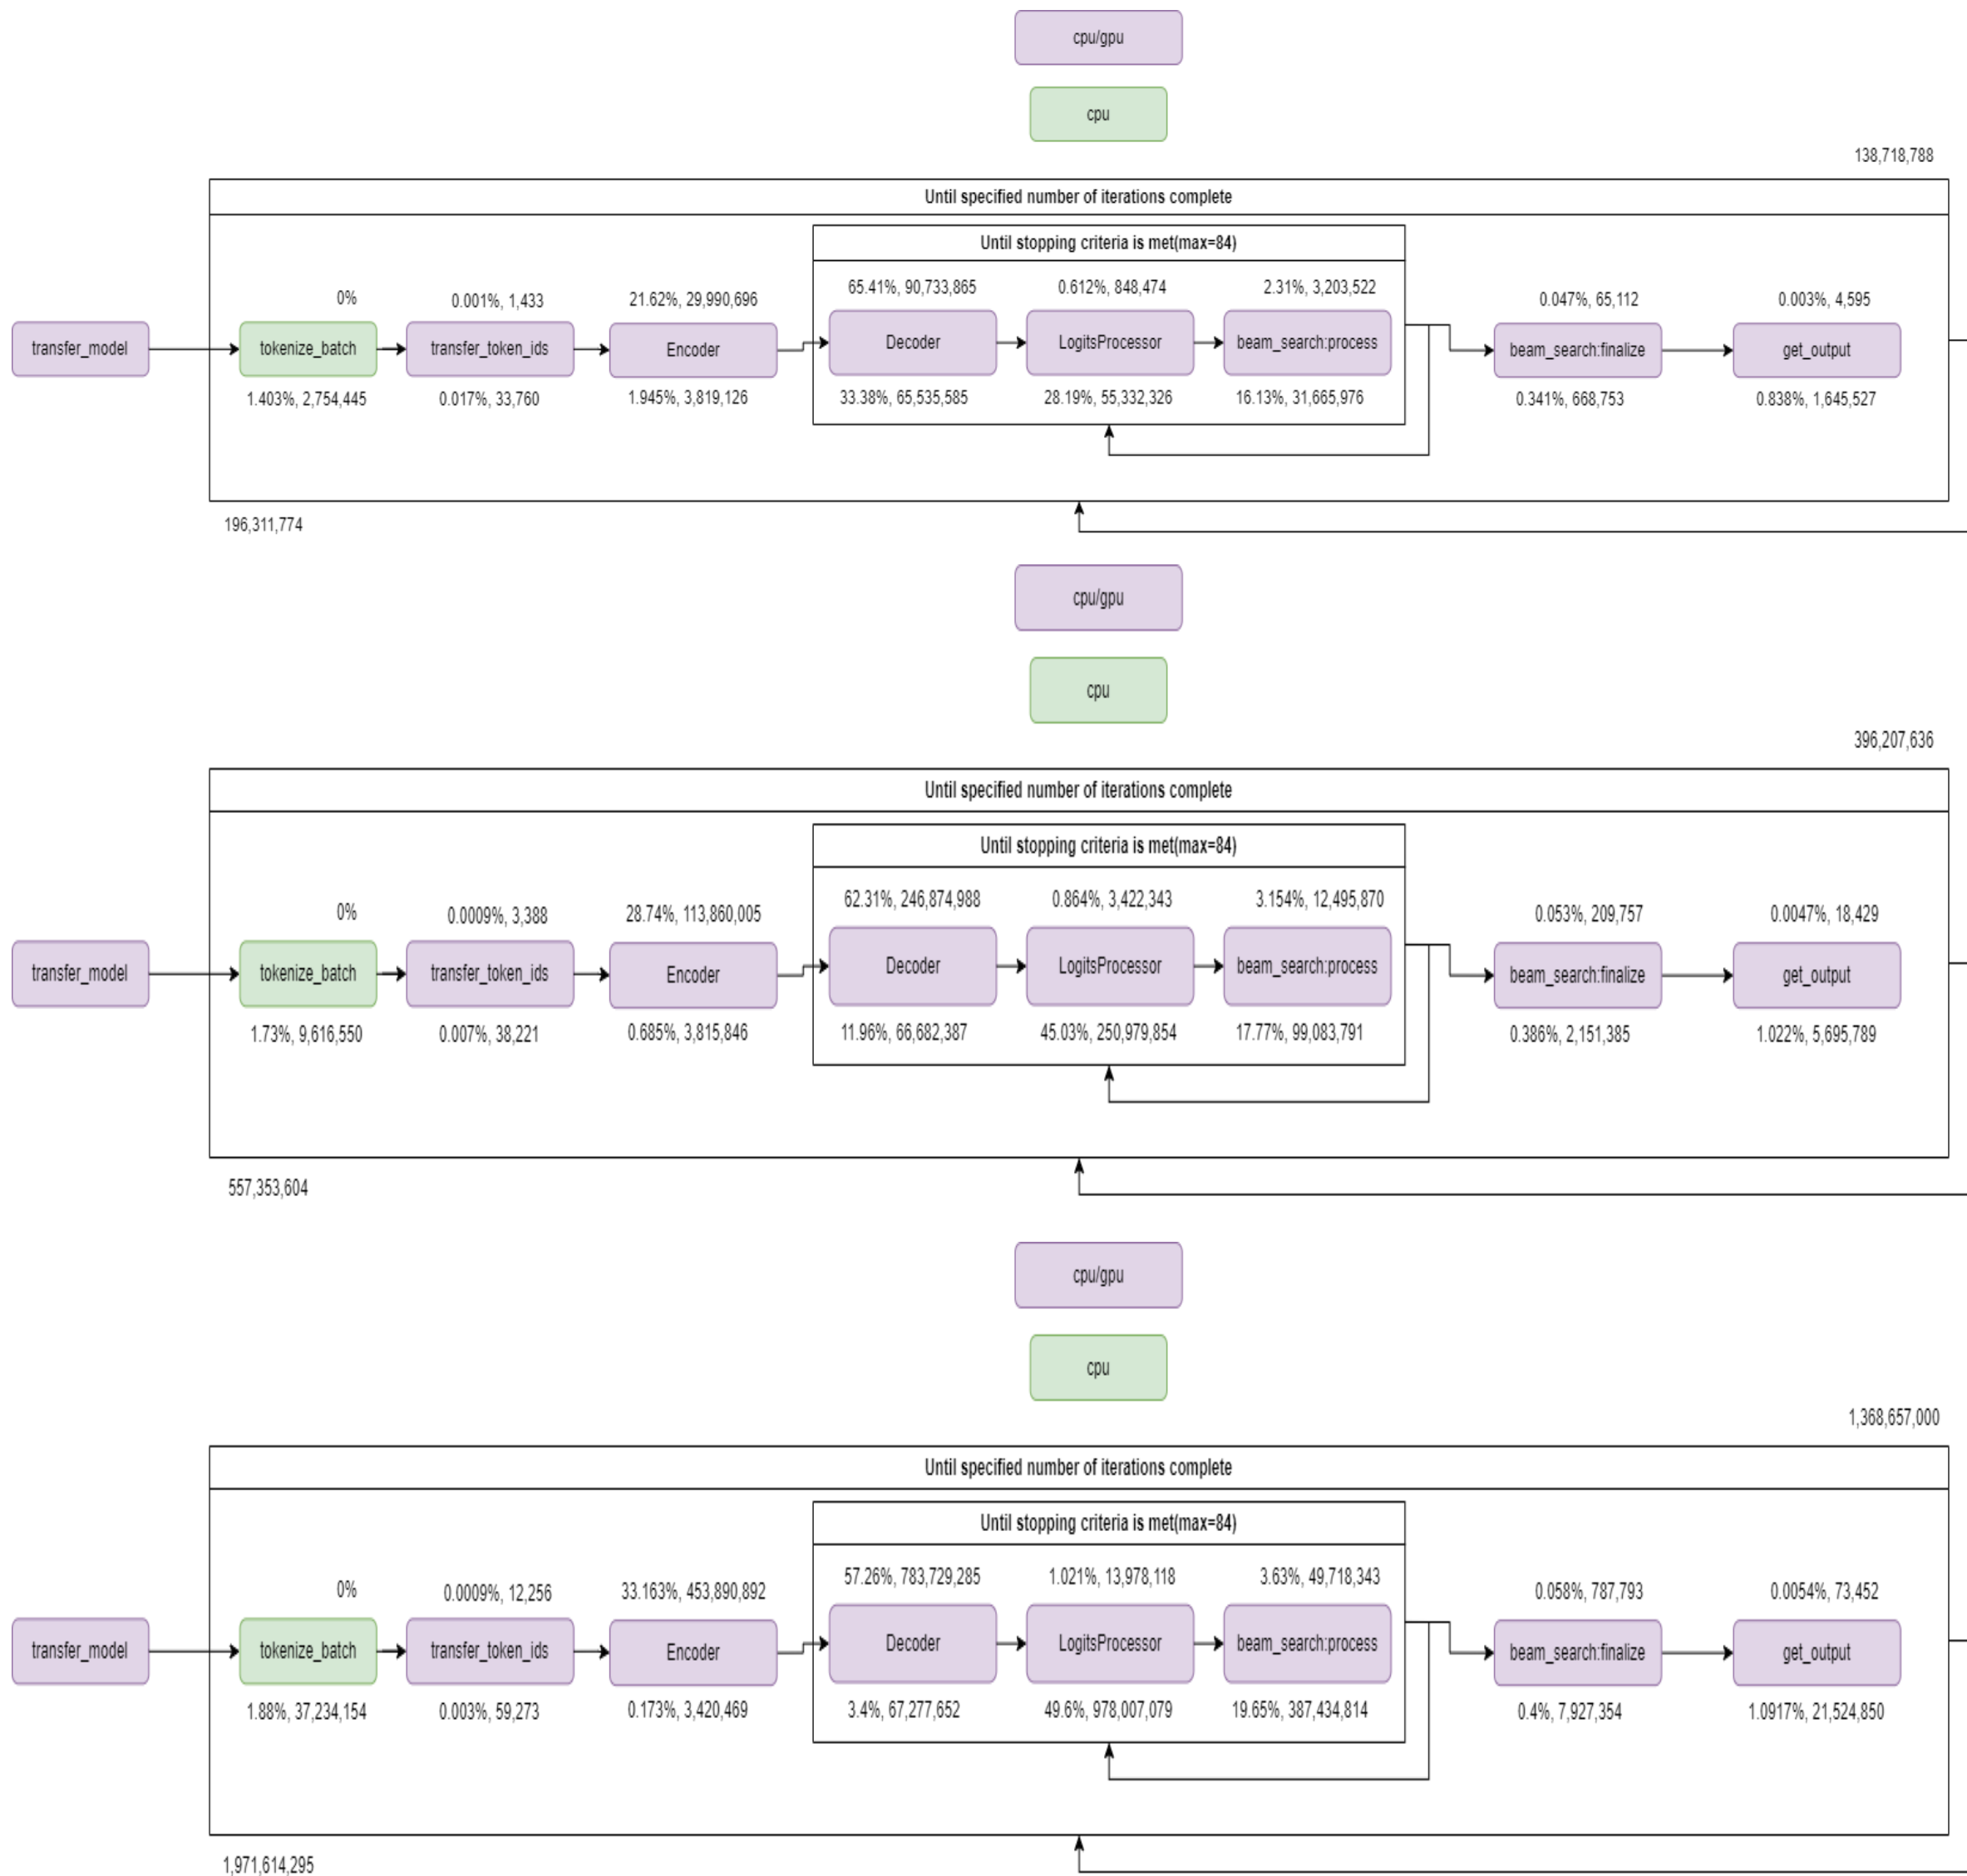 cpu/gpu
cpu
138,718,788
Until specified number of iterations complete
Until stopping criteria is met(max=84)
0%
0.001%, 1,433
21.62%, 29,990,696
65.41%, 90,733,865
0.612%, 848,474
2.31%, 3,203,522
0.047%, 65,112
0.003%, 4,595
transfer_model
tokenize_batch
transfer_token_ids
Encoder
Decoder
LogitsProcessor
beam_search:process
beam_search:finalize
get_output
1.403%, 2,754,445
0.017%, 33,760
1.945%, 3,819,126
33.38%, 65,535,585
28.19%, 55,332,326
16.13%, 31,665,976
0.341%, 668,753
0.838%, 1,645,527
196,311,774
cpu/gpu
cpu
396,207,636
Until specified number of iterations complete
Until stopping criteria is met(max=84)
0%
0.0009%, 3,388
28.74%, 113,860,005
62.31%, 246,874,988
0.864%, 3,422,343
3.154%, 12,495,870
0.053%, 209,757
0.0047%, 18,429
transfer_model
tokenize_batch
transfer_token_ids
Encoder
Decoder
LogitsProcessor
beam_search:process
beam_search:finalize
get_output
1.73%, 9,616,550
0.007%, 38,221
0.685%, 3,815,846
11.96%, 66,682,387
45.03%, 250,979,854
17.77%, 99,083,791
0.386%, 2,151,385
1.022%, 5,695,789
557,353,604
cpu/gpu
cpu
1,368,657,000
Until specified number of iterations complete
Until stopping criteria is met(max=84)
0%
0.0009%, 12,256
33.163%, 453,890,892
57.26%, 783,729,285
1.021%, 13,978,118
3.63%, 49,718,343
0.058%, 787,793
0.0054%, 73,452
transfer_model
tokenize_batch
transfer_token_ids
Encoder
Decoder
LogitsProcessor
beam_search:process
beam_search:finalize
get_output
1.88%, 37,234,154
0.003%, 59,273
0.173%, 3,420,469
3.4%, 67,277,652
49.6%, 978,007,079
19.65%, 387,434,814
0.4%, 7,927,354
1.0917%, 21,524,850
1,971,614,295